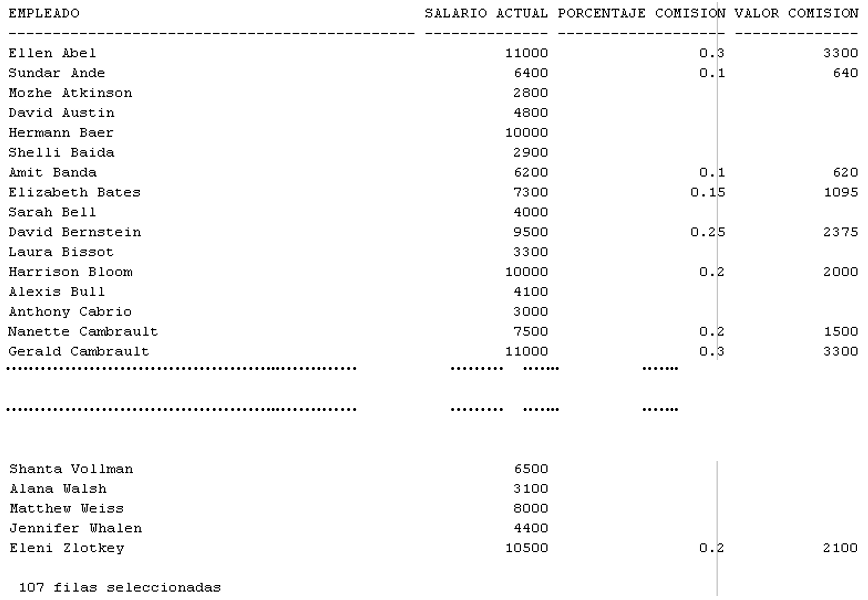 EMPLEADO SALARIO ACTUAL PORCENTAJE COMISION VALOR COMISION
---------------------------------------------- -------------- ------------------- --------------
Ellen Abel 11000 0.3 3300
Sundar Ande 6400 0.1 640
Mozhe Atkinson 2800
David Austin 4800
Hermann Baer 10000
Shelli Baida 2900
Amit Banda 6200 0.1 620
Elizabeth Bates 7300 0.15 1095
Sarah Bell 4000
David Bernstein 9500 0.25 2375
Laura Bissot 3300
Harrison Bloom 10000 0.2 2000
Alexis Bull 4100
Anthony Cabrio 3000
Nanette Cambrault 7500 0.2 1500
Gerald Cambrault 11000 0.3 3300
.................................................. ......... ....... .......
.................................................. ......... ....... .......
Shanta Vollman 6500
Alana Walsh 3100
Matthew Weiss 8000
Jennifer Whalen 4400
Eleni Zlotkey 10500 0.2 2100
107 filas seleccionadas